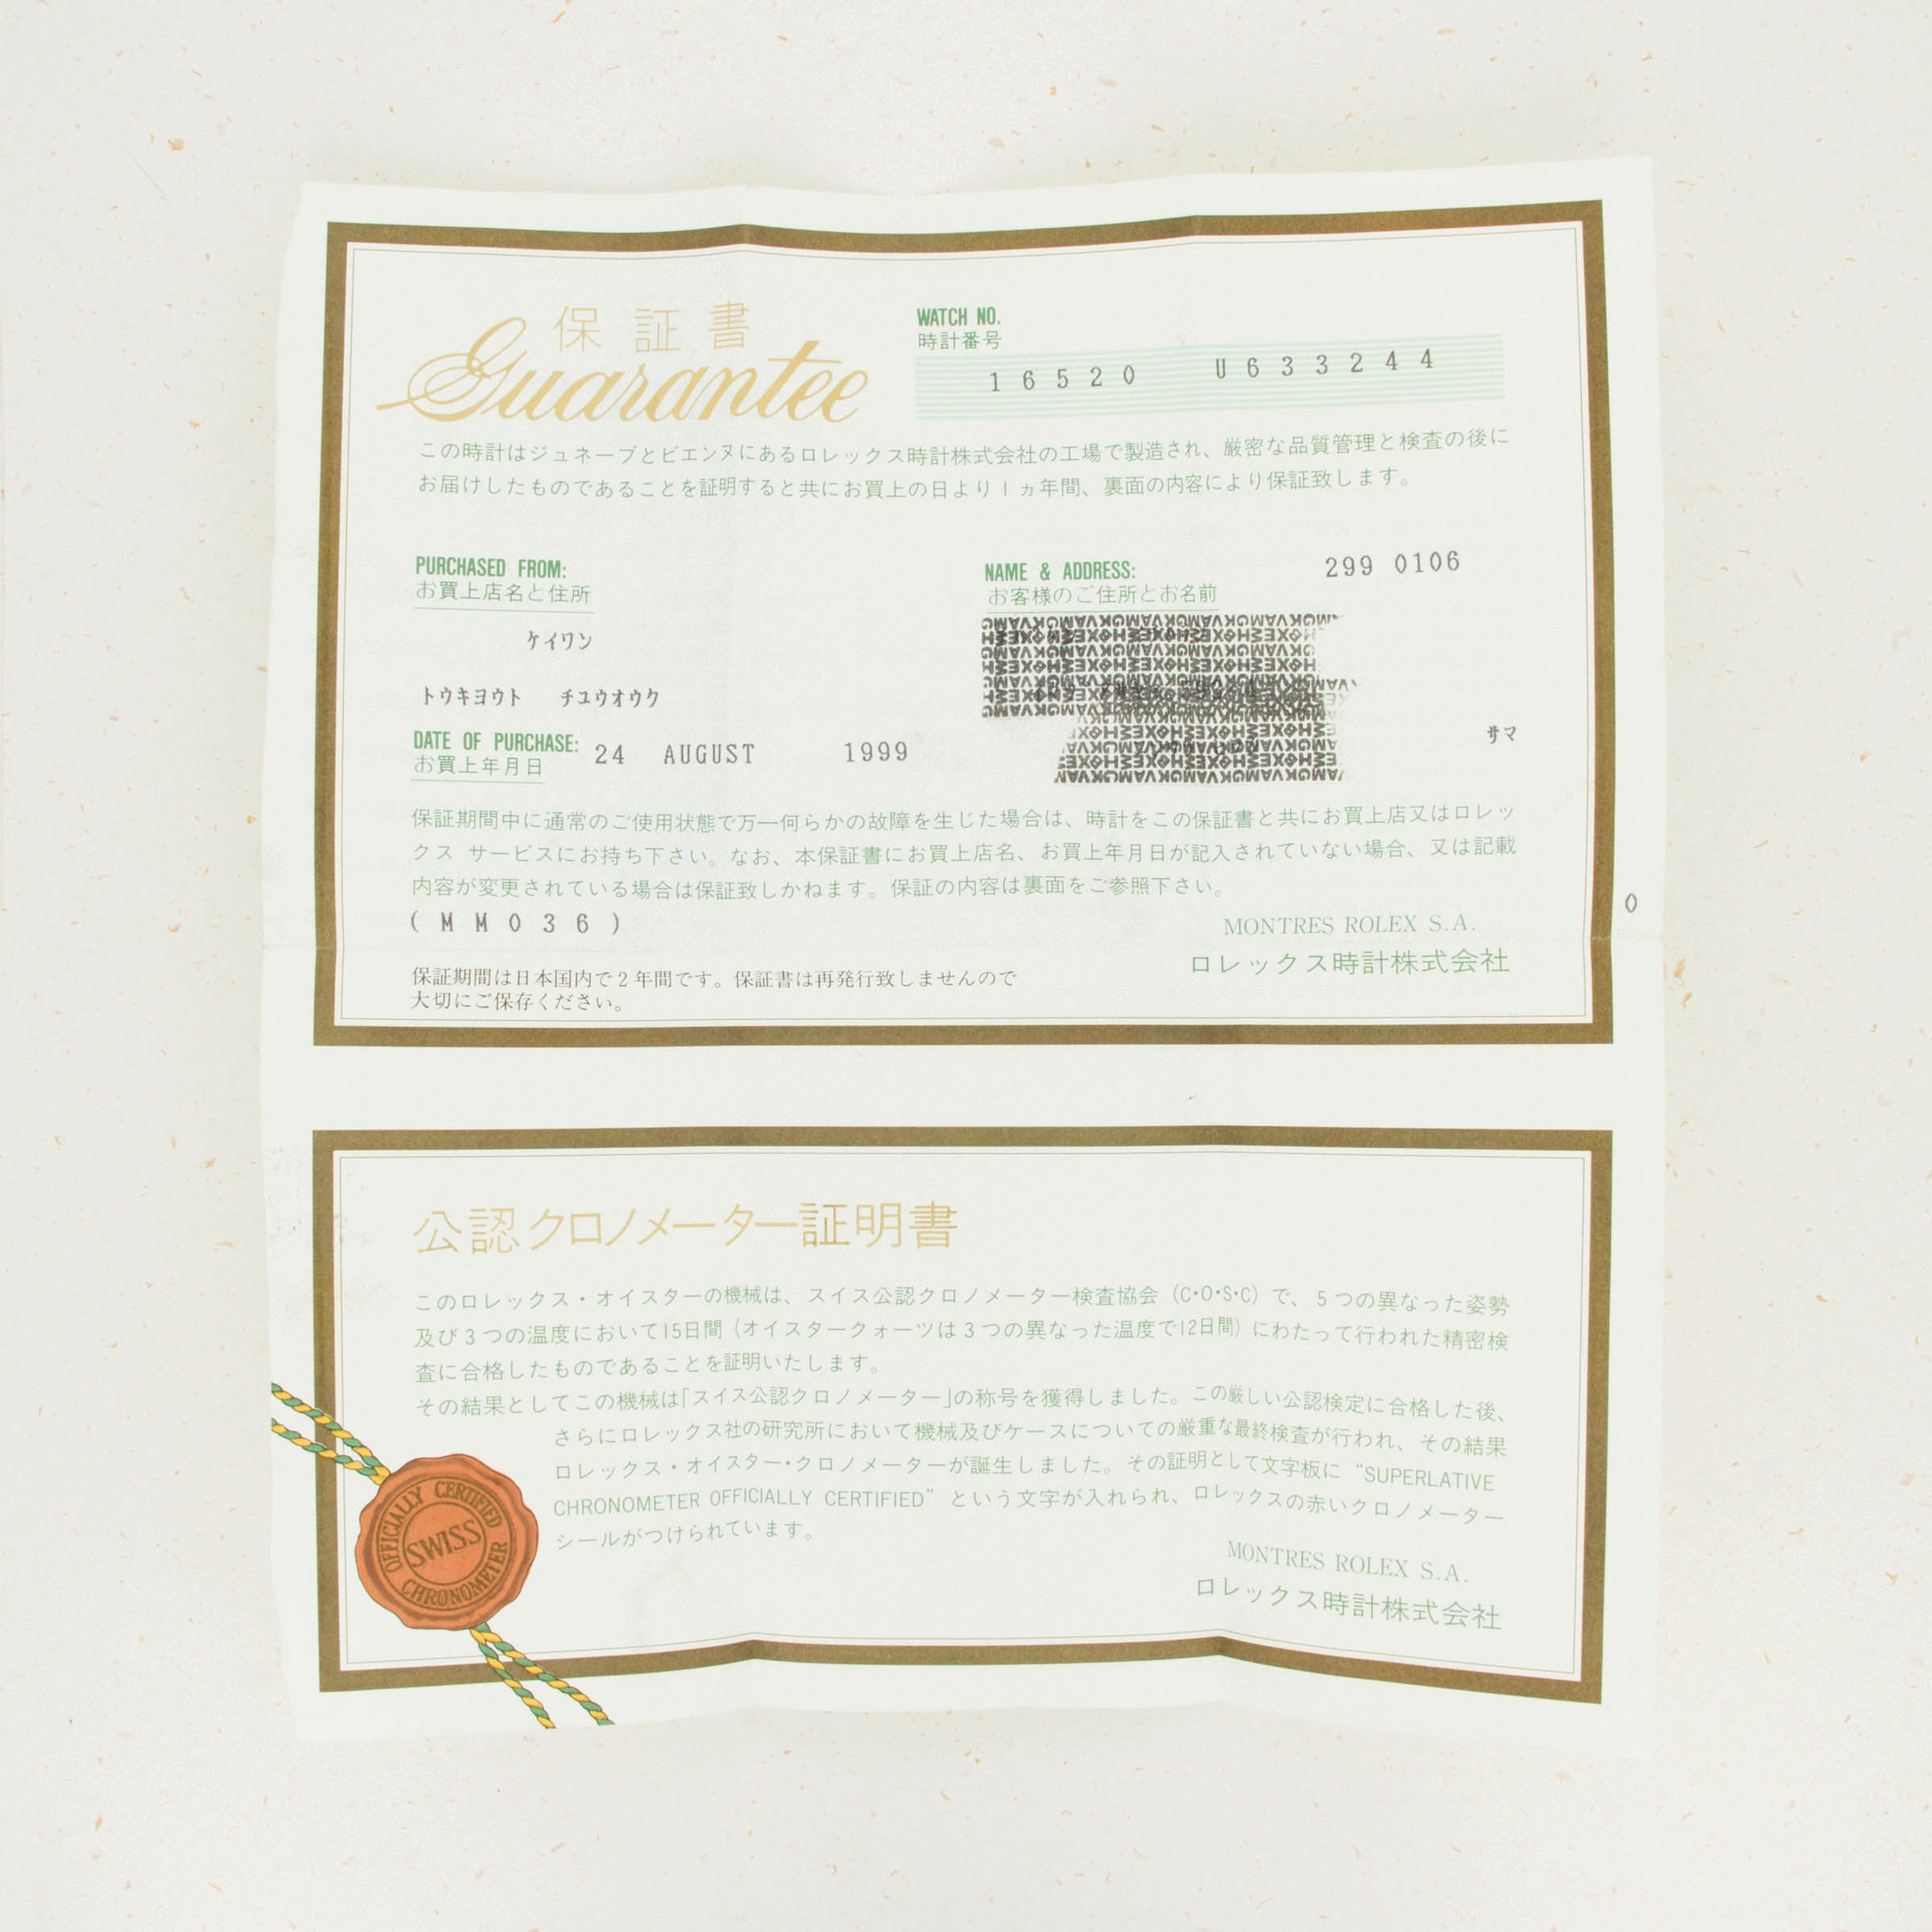 保証書
Guarantee
WATCH NO.
時計番号
16520 U633244
この時計はジュネーブとビエンヌにあるロレックス時計株式会社の工場で製造され、厳密な品質管理と検査の後に
お届けしたものであることを証明すると共にお買上の日より1ヵ年間、裏面の内容により保証致します。
PURCHASED FROM:
お買上店名と住所
ケイワン
トウキヨウト チユウオウク
DATE OF PURCHASE:
お買上年月日
24 AUGUST 1999
NAME & ADDRESS:
お客様のご住所とお名前
299 0106
サマ
保証期間中に通常のご使用状態で万一何らかの故障を生じた場合は、時計をこの保証書と共にお買上店又はロレッ
クス サービスにお持ち下さい。なお、本保証書にお買上店名、お買上年月日が記入されていない場合、又は記載
内容が変更されている場合は保証致しかねます。保証の内容は裏面をご参照下さい。
(MM036)
0
MONTRES ROLEX S.A.
ロレックス時計株式会社
保証期間は日本国内で2年間です。保証書は再発行致しませんので
大切にご保存ください。
公認クロノメーター証明書
このロレックス・オイスターの機械は、スイス公認クロノメーター検査協会(C・O・S・C)で、5つの異なった姿勢
及び3つの温度において15日間(オイスタークォーツは3つの異なった温度で12日間)にわたって行われた精密検
査に合格したものであることを証明いたします。
その結果としてこの機械は「スイス公認クロノメーター」の称号を獲得しました。この厳しい公認検定に合格した後、
さらにロレックス社の研究所において機械及びケースについての厳重な最終検査が行われ、その結果
ロレックス・オイスター・クロノメーターが誕生しました。その証明として文字板に“SUPERLATIVE
CHRONOMETER OFFICIALLY CERTIFIED”という文字が入れられ、ロレックスの赤いクロノメーター
シールがつけられています。
OFFICIALLY CERTIFIED
SWISS
CHRONOMETER
MONTRES ROLEX S.A.
ロレックス時計株式会社